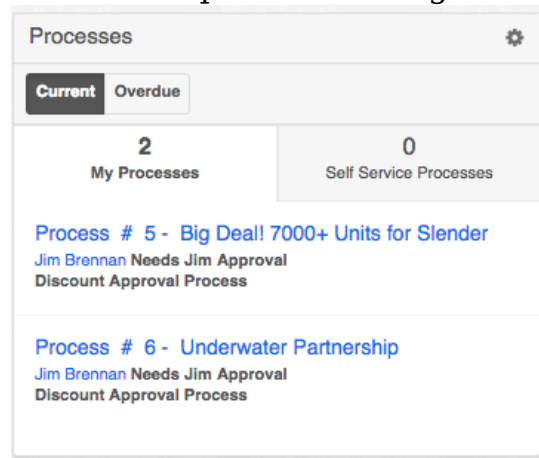 Processes
Current Overdue
2 0
My Processes Self Service Processes
Process # 5 - Big Deal! 7000+ Units for Slender
Jim Brennan Needs Jim Approval
Discount Approval Process
Process # 6 - Underwater Partnership
Jim Brennan Needs Jim Approval
Discount Approval Process